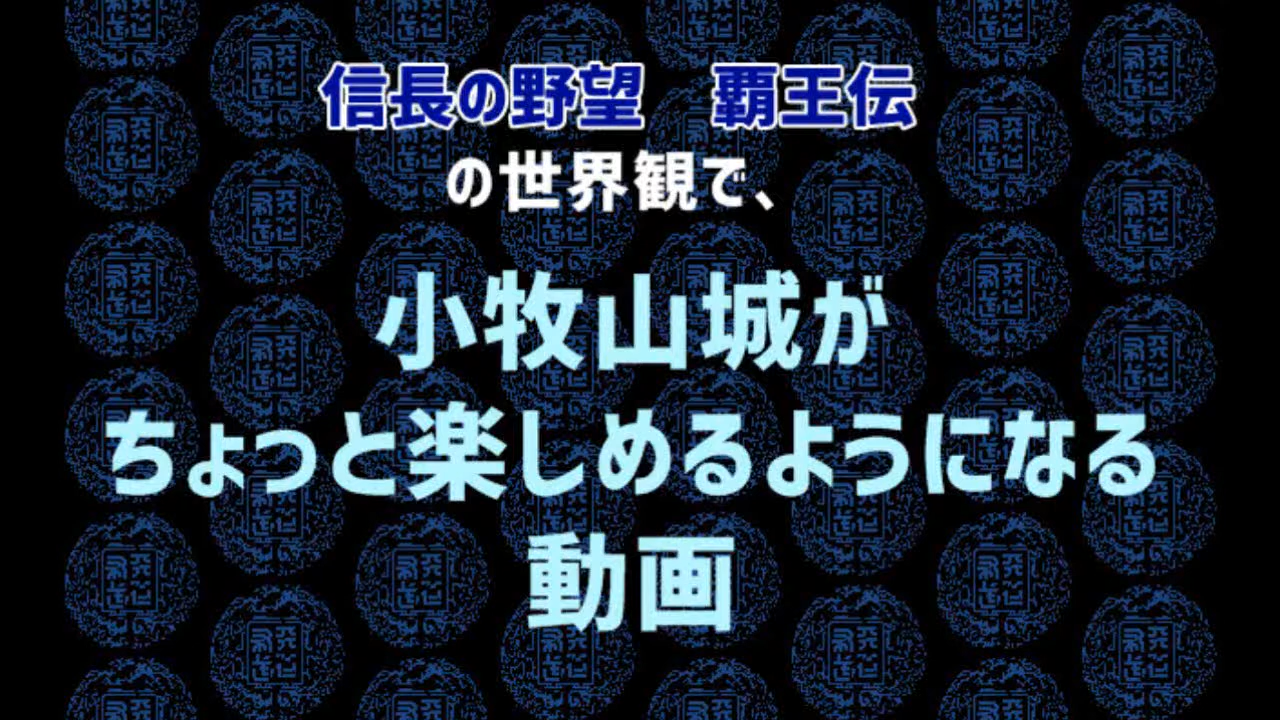 信長の野望　覇王伝
の世界観で、
小牧山城が
ちょっと楽しめるようになる
動画